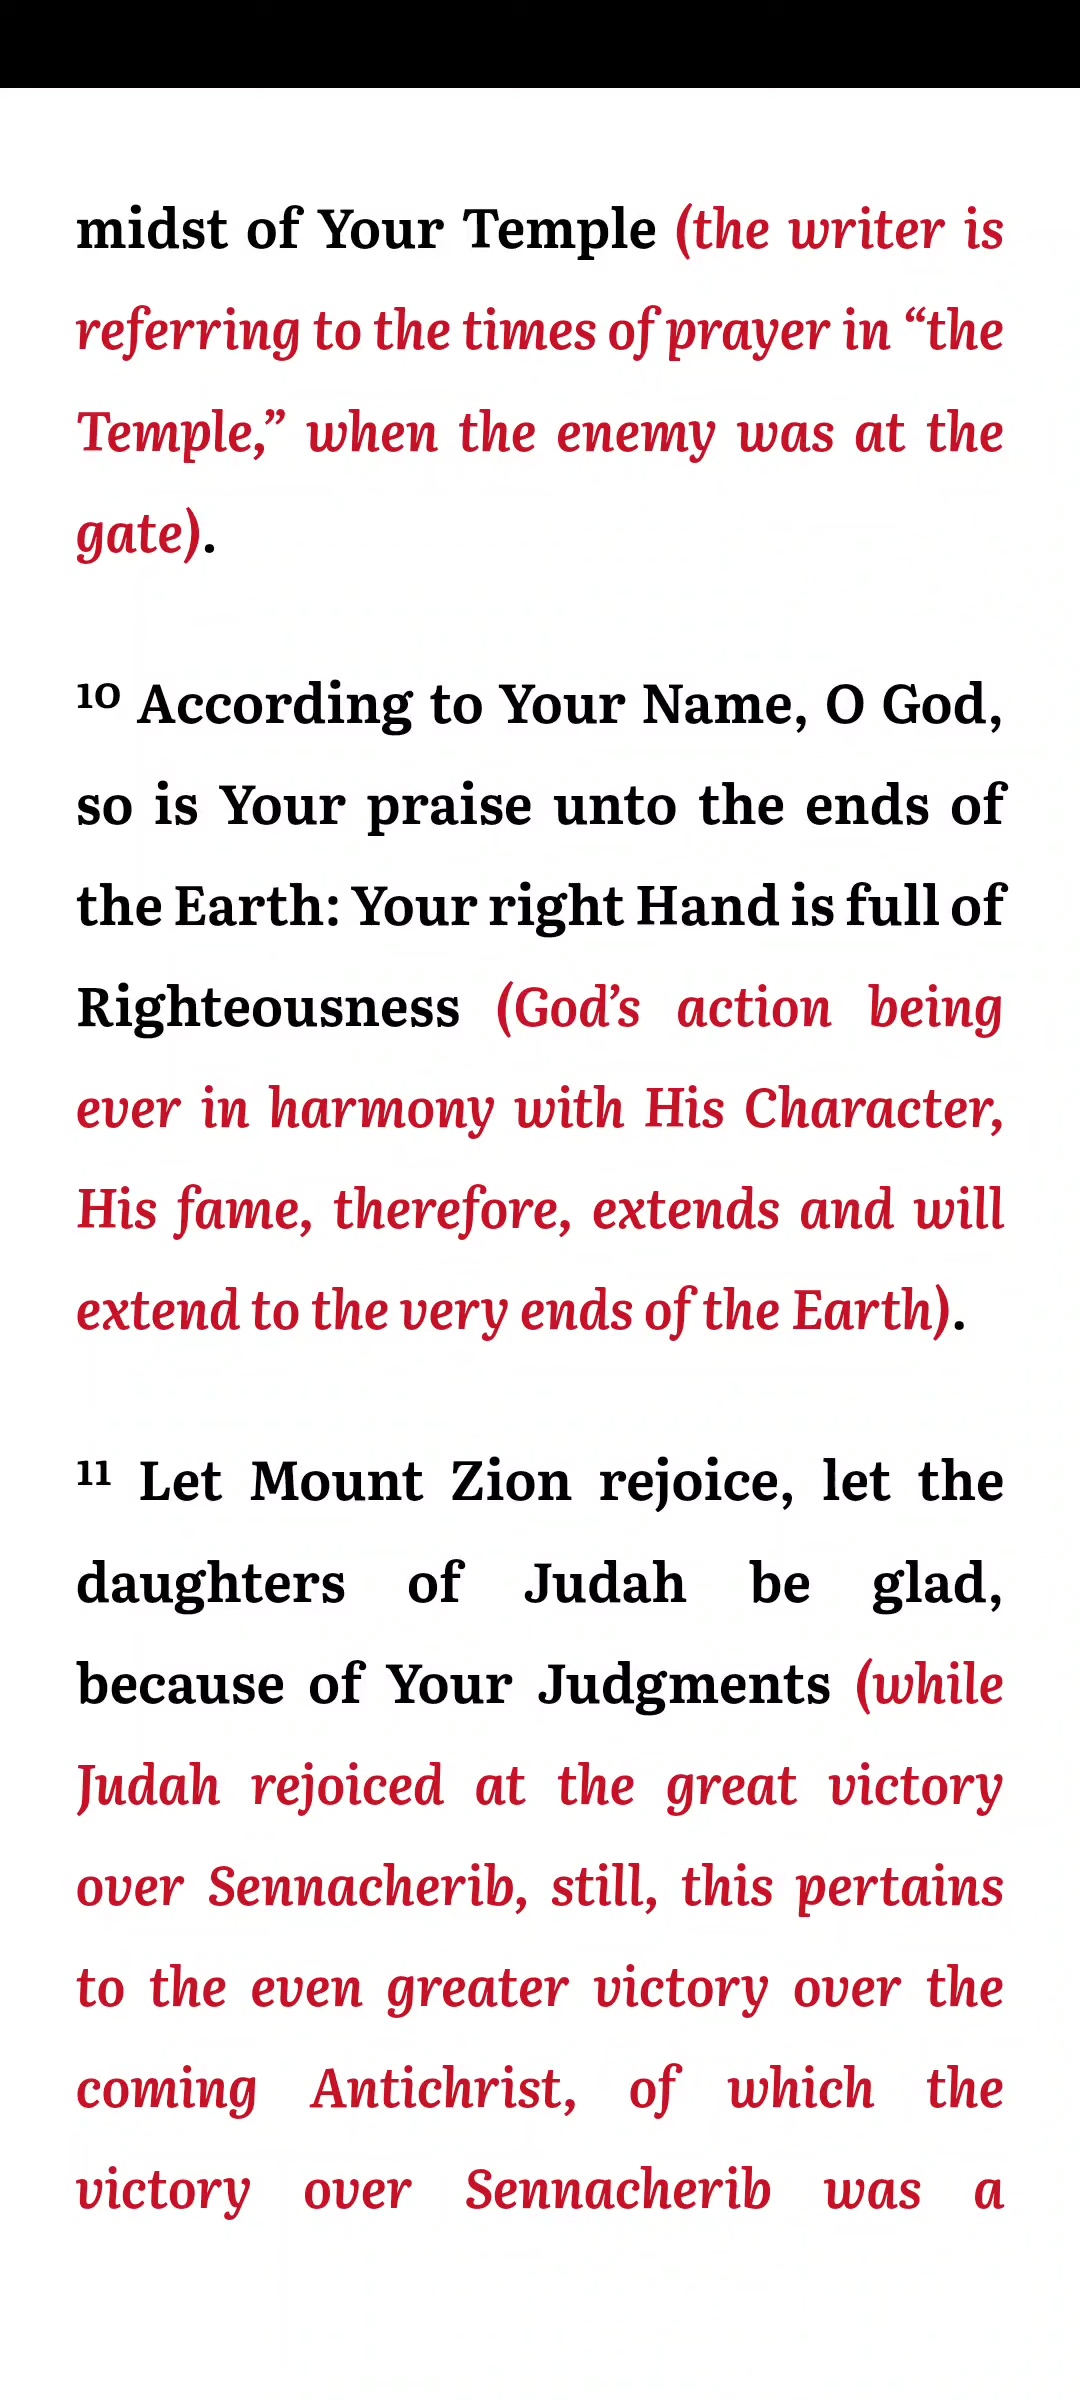 midst of Your Temple (the writer is
referring to the times of prayer in “the
Temple,” when the enemy was at the
gate).
¹⁰ According to Your Name, O God,
so is Your praise unto the ends of
the Earth: Your right Hand is full of
Righteousness (God’s action being
ever in harmony with His Character,
His fame, therefore, extends and will
extend to the very ends of the Earth).
¹¹ Let Mount Zion rejoice, let the
daughters of Judah be glad,
because of Your Judgments (while
Judah rejoiced at the great victory
over Sennacherib, still, this pertains
to the even greater victory over the
coming Antichrist, of which the
victory over Sennacherib was a